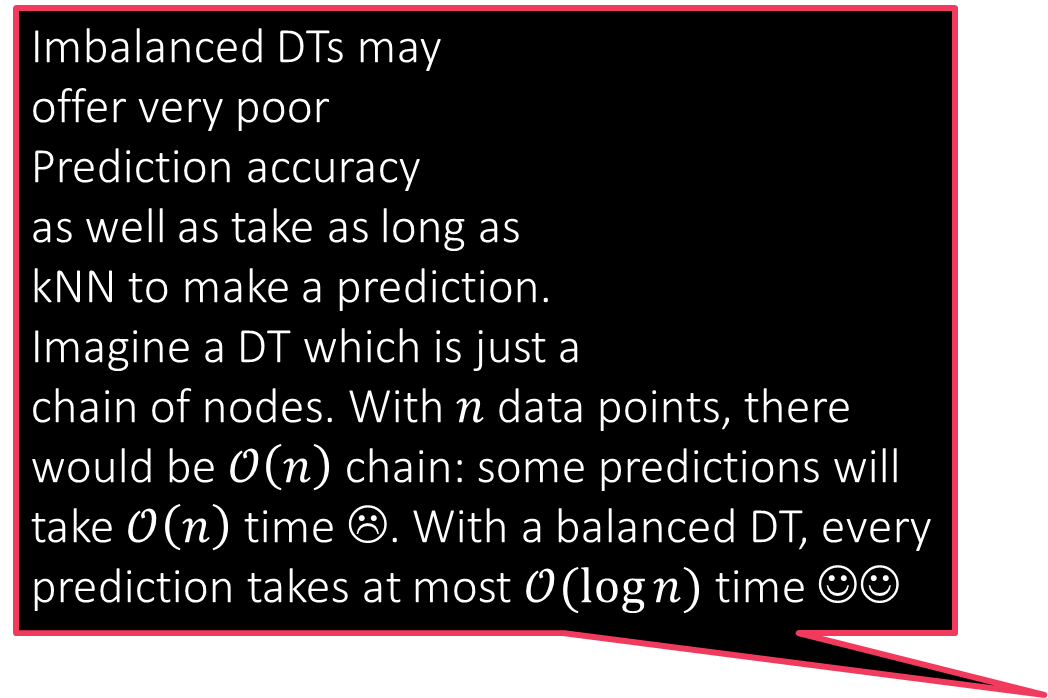 Imbalanced DTs may
offer very poor
Prediction accuracy
as well as take as long as
kNN to make a prediction.
Imagine a DT which is just a
chain of nodes. With 𝑛 data points, there
would be 𝒪(𝑛) chain: some predictions will
take 𝒪(𝑛) time ☹. With a balanced DT, every
prediction takes at most 𝒪(log 𝑛) time ☺☺